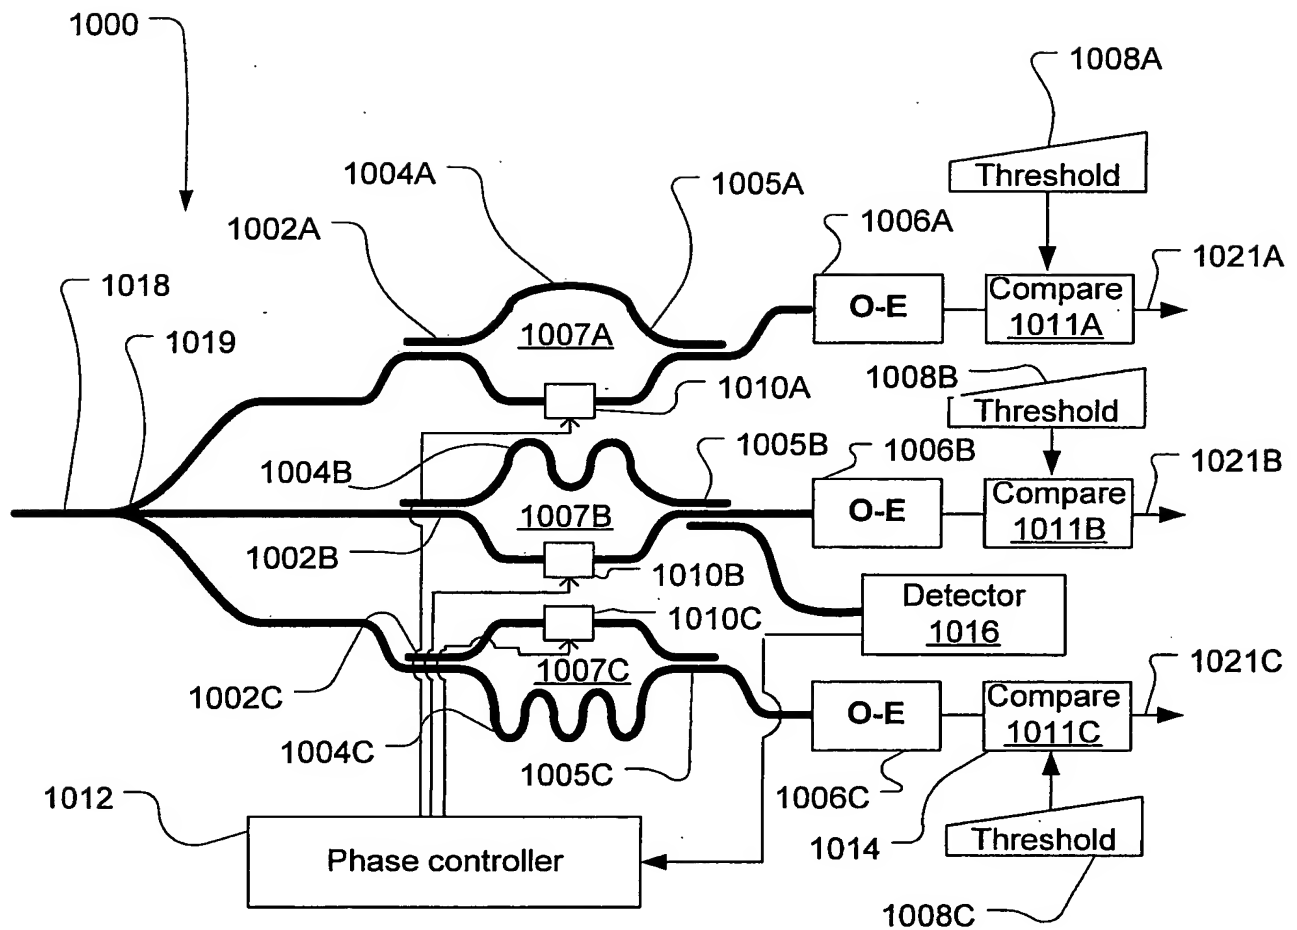 1000
1008A
Threshold
1004A
1005A
1002A
1006A
1021A
1018
O-E
Compare
1011A
1019
1007A
1010A
1008B
Threshold
1004B
1005B
1006B
1021B
O-E
Compare
1011B
1007B
1002B
1010B
Detector
1016
1010C
1007C
1021C
1002C
O-E
Compare
1011C
1004C
1005C
1006C
1012
1014
Threshold
Phase controller
1008C